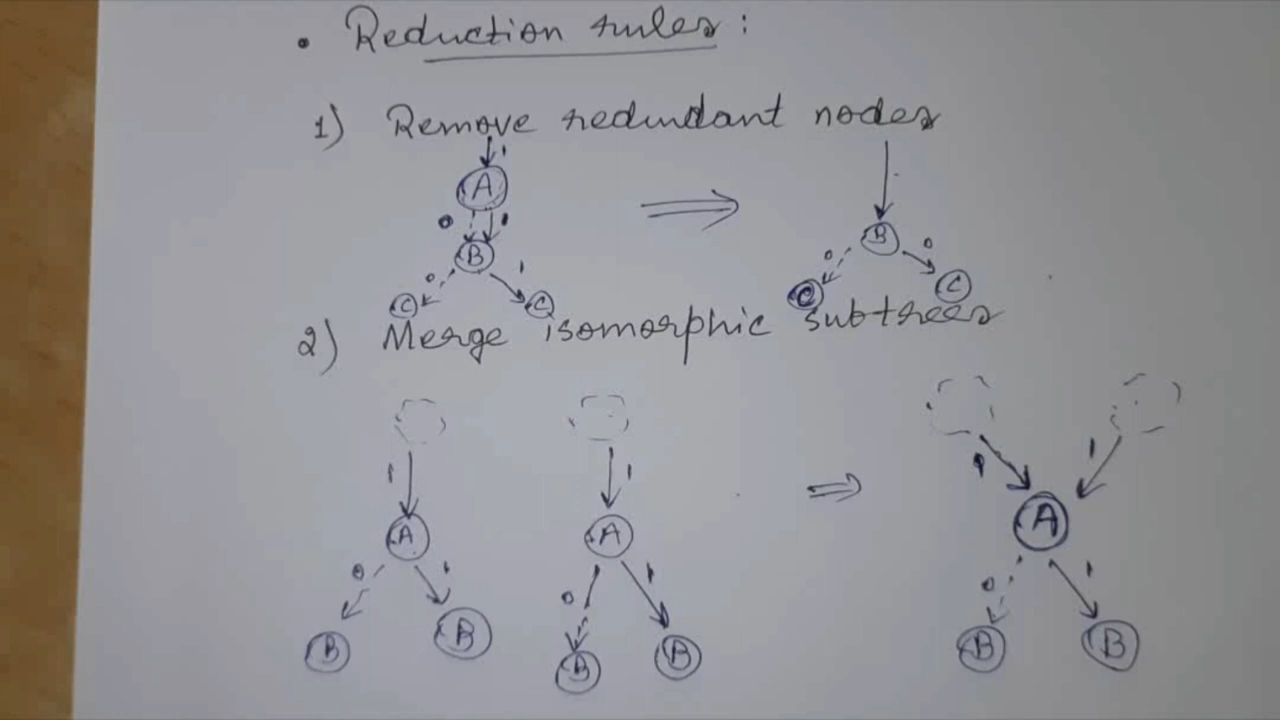 • Reduction rules:
1) Remove redundant nodes
1
A
0 1
B
0 1
C C
⇒
B
0 0
C C
2) Merge isomorphic subtrees
1 1
A A
0 1 0 1
B B B B
⇒
1
A
0 1
B B